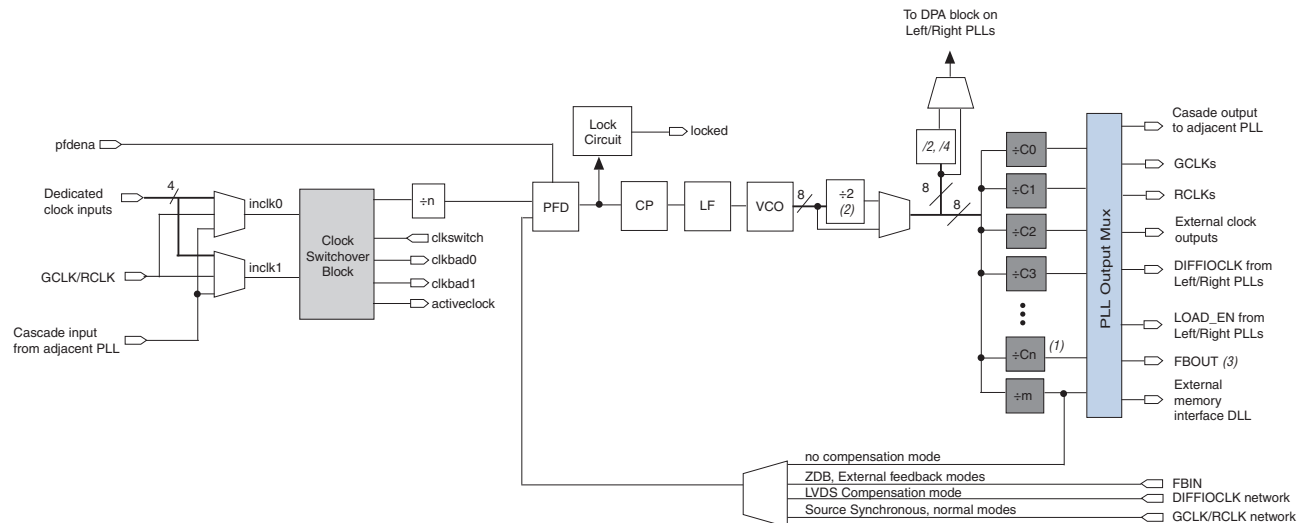 To DPA block on
Left/Right PLLs
Lock
Circuit
locked
pfdena
/2, /4
÷C0
Casade output
to adjacent PLL
GCLKs
Dedicated
clock inputs
4
inclk0
÷n
PFD
CP
LF
VCO
8
÷2
(2)
8
8
÷C1
RCLKs
Clock
Switchover
Block
clkswitch
clkbad0
clkbad1
activeclock
÷C2
External clock
outputs
PLL Output Mux
GCLK/RCLK
inclk1
÷C3
DIFFIOCLK from
Left/Right PLLs
Cascade input
from adjacent PLL
LOAD_EN from
Left/Right PLLs
÷Cn
(1)
FBOUT (3)
÷m
External
memory
interface DLL
no compensation mode
ZDB, External feedback modes
FBIN
LVDS Compensation mode
DIFFIOCLK network
Source Synchronous, normal modes
GCLK/RCLK network